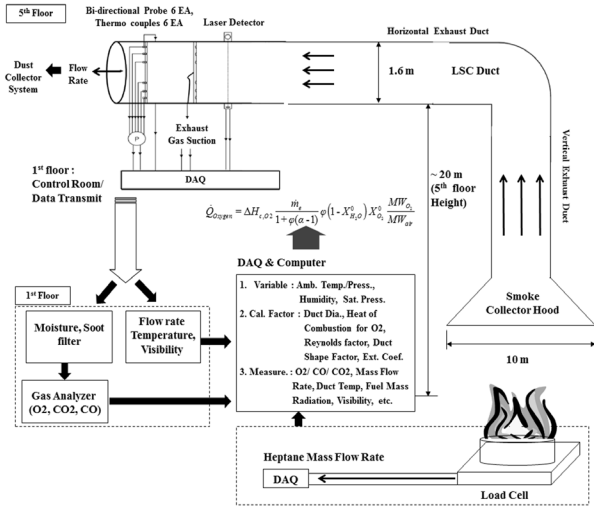 5th Floor
Bi-directional Probe 6 EA,
Thermo couples 6 EA
Laser Detector
Horizontal Exhaust Duct
Dust
Collector
System
Flow
Rate
1.6 m
LSC Duct
P
Exhaust
Gas Suction
DAQ
Vertical Exhaust Duct
~ 20 m
(5th floor
Height)
1st floor :
Control Room/
Data Transmit
Q̇Oxygen = ΔHc,O2 ṁe / 1+φ(α−1) φ(1-X⁰H2O) X⁰O2 MWO2 / MWair
DAQ & Computer
1. Variable : Amb. Temp./Press.,
Humidity, Sat. Press.
2. Cal. Factor : Duct Dia., Heat of
Combustion for O2,
Reynolds factor, Duct
Shape Factor, Ext. Coef.
3. Measure. : O2/ CO/ CO2, Mass Flow
Rate, Duct Temp, Fuel Mass
Radiation, Visibility, etc.
1st Floor
Moisture, Soot
filter
Flow rate
Temperature,
Visibility
Gas Analyzer
(O2, CO2, CO)
Smoke
Collector Hood
10 m
Heptane Mass Flow Rate
DAQ
Load Cell